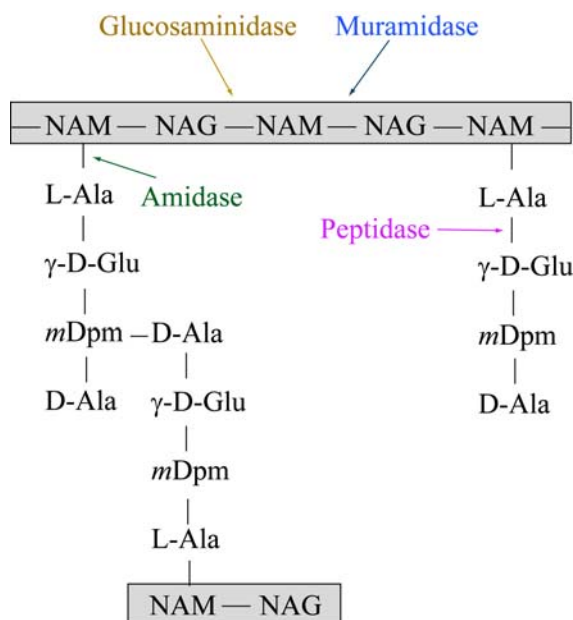 Glucosaminidase Muramidase
— NAM — NAG — NAM — NAG — NAM —
L-Ala Amidase L-Ala
Peptidase
γ-D-Glu γ-D-Glu
mDpm – D-Ala mDpm
D-Ala γ-D-Glu D-Ala
mDpm
L-Ala
NAM — NAG